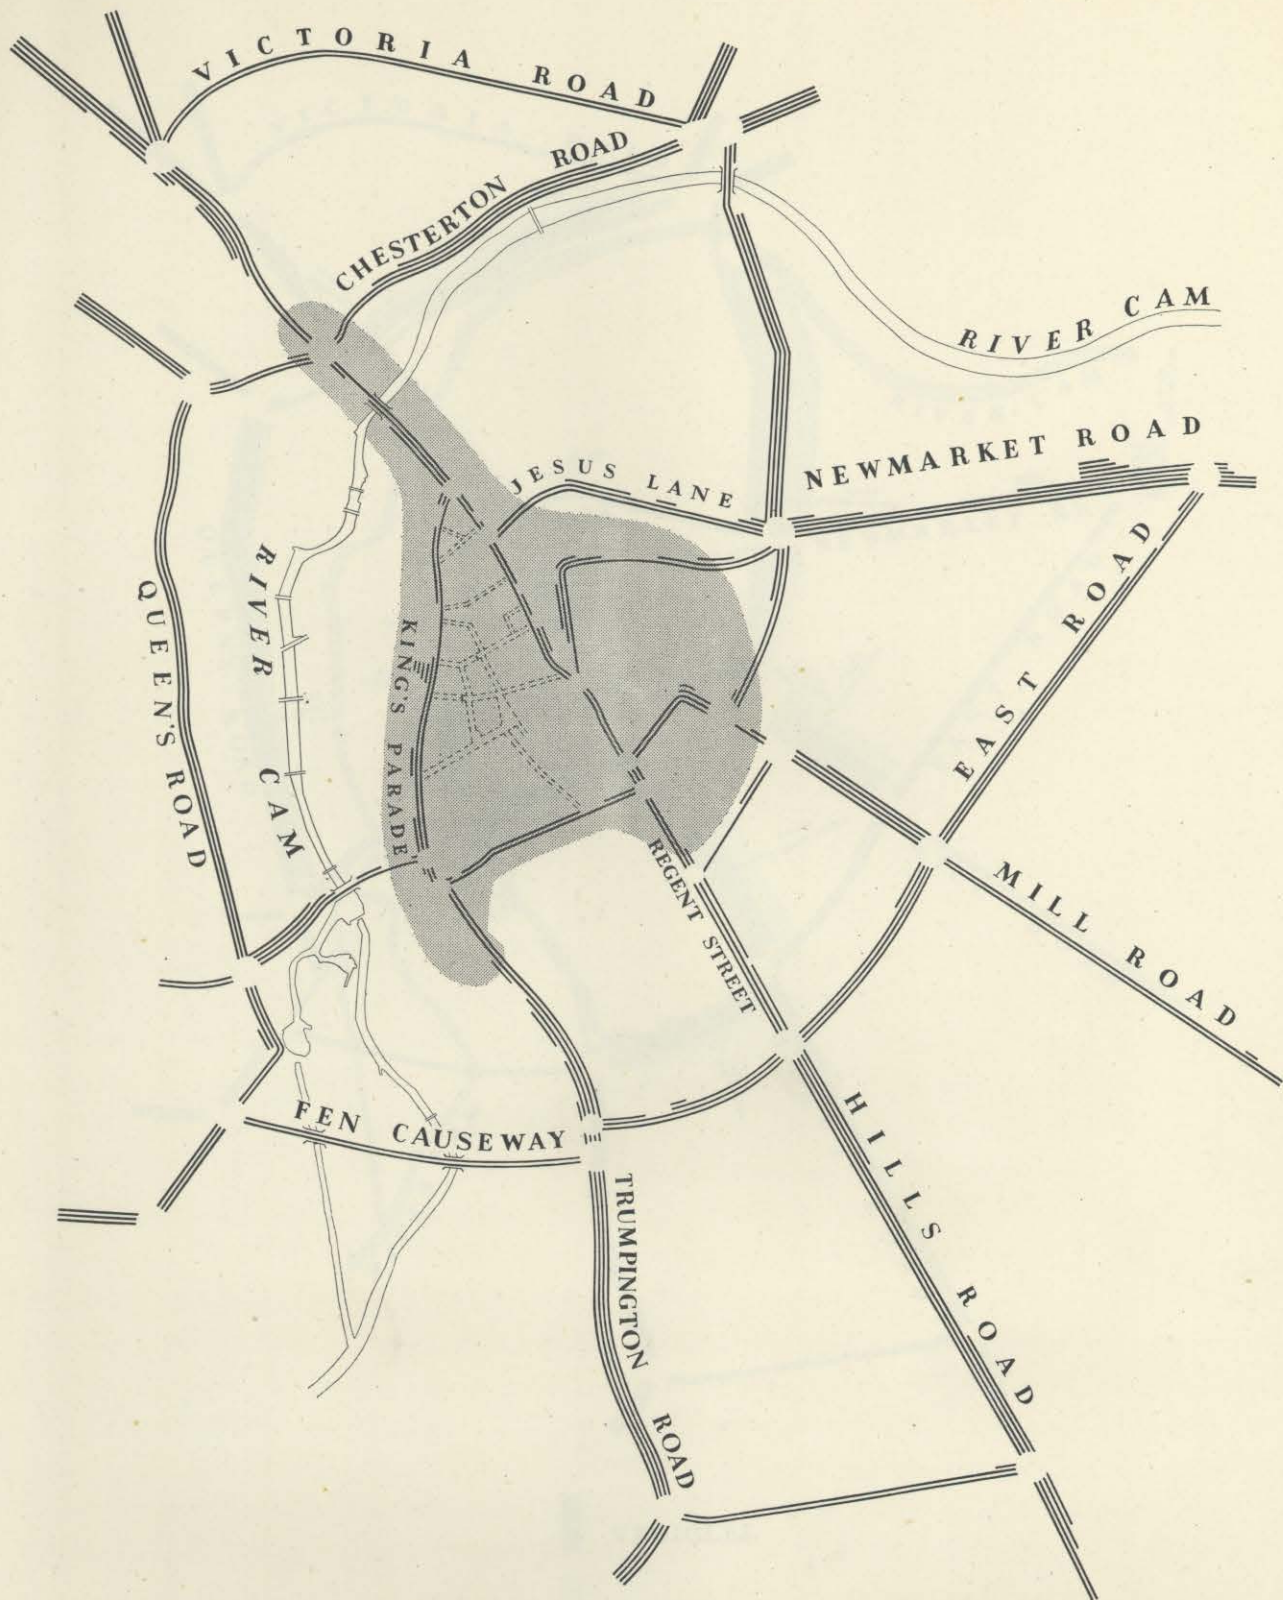 VICTORIA ROAD
CHESTERTON ROAD
RIVER CAM
NEWMARKET ROAD
JESUS LANE
EAST ROAD
QUEEN'S ROAD
RIVER CAM
KING'S PARADE
REGENT STREET
MILL ROAD
FEN CAUSEWAY
HILLS ROAD
TRUMPINGTON ROAD